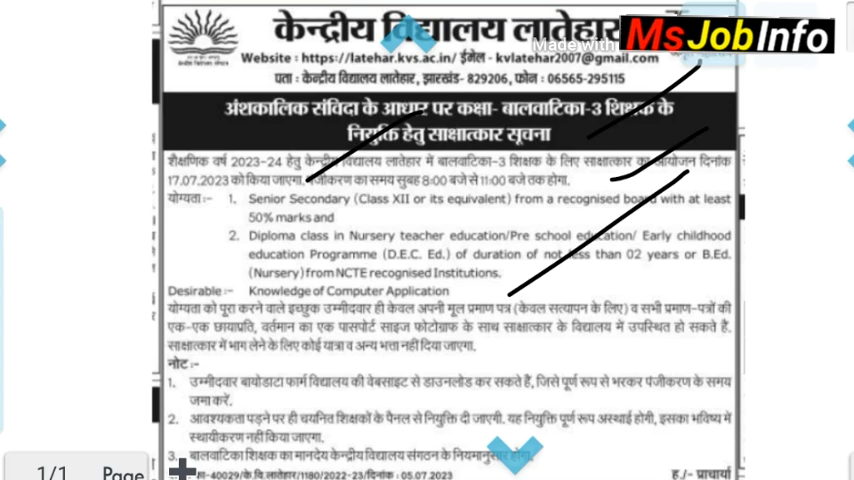 केन्द्रीय विद्यालय लातेहार
Made with
MsJobInfo
Website : https://latehar.kvs.ac.in/ ईमेल - kvlatehar2007@gmail.com
पता : केन्द्रीय विद्यालय लातेहार, झारखंड- 829206, फोन : 06565-295115
अंशकालिक संविदा के आधार पर कक्षा- बालवाटिका-3 शिक्षक के
नियुक्ति हेतु साक्षात्कार सूचना
शैक्षणिक वर्ष 2023-24 हेतु केन्द्रीय विद्यालय लातेहार में बालवाटिका-3 शिक्षक के लिए साक्षात्कार का आयोजन दिनांक
17.07.2023 को किया जाएगा. पंजीकरण का समय सुबह 8:00 बजे से 11:00 बजे तक होगा.
योग्यता :- 1. Senior Secondary (Class XII or its equivalent) from a recognised board with at least
50% marks and
2. Diploma class in Nursery teacher education/Pre school education/ Early childhood
education Programme (D.E.C. Ed.) of duration of not less than 02 years or B.Ed.
(Nursery) from NCTE recognised Institutions.
Desirable :- Knowledge of Computer Application
योग्यता को पूरा करने वाले इच्छुक उम्मीदवार ही केवल अपनी मूल प्रमाण पत्र (केवल सत्यापन के लिए) व सभी प्रमाण-पत्रों की
एक-एक छायाप्रति, वर्तमान का एक पासपोर्ट साइज फोटोग्राफ के साथ साक्षात्कार के विद्यालय में उपस्थित हो सकते हैं.
साक्षात्कार में भाग लेने के लिए कोई यात्रा व अन्य भत्ता नहीं दिया जाएगा.
नोट :-
1. उम्मीदवार बायोडाटा फार्म विद्यालय की वेबसाइट से डाउनलोड कर सकते हैं, जिसे पूर्ण रूप से भरकर पंजीकरण के समय
जमा करें.
2. आवश्यकता पड़ने पर ही चयनित शिक्षकों के पैनल से नियुक्ति दी जाएगी. यह नियुक्ति पूर्ण रूप अस्थाई होगी, इसका भविष्य में
स्थायीकरण नहीं किया जाएगा.
3. बालवाटिका शिक्षक का मानदेय केन्द्रीय विद्यालय संगठन के नियमानुसार होगा.
का-40029/के.वि.लातेहार/1180/2022-23/दिनांक : 05.07.2023 ह./- प्राचार्या
1/1 Page